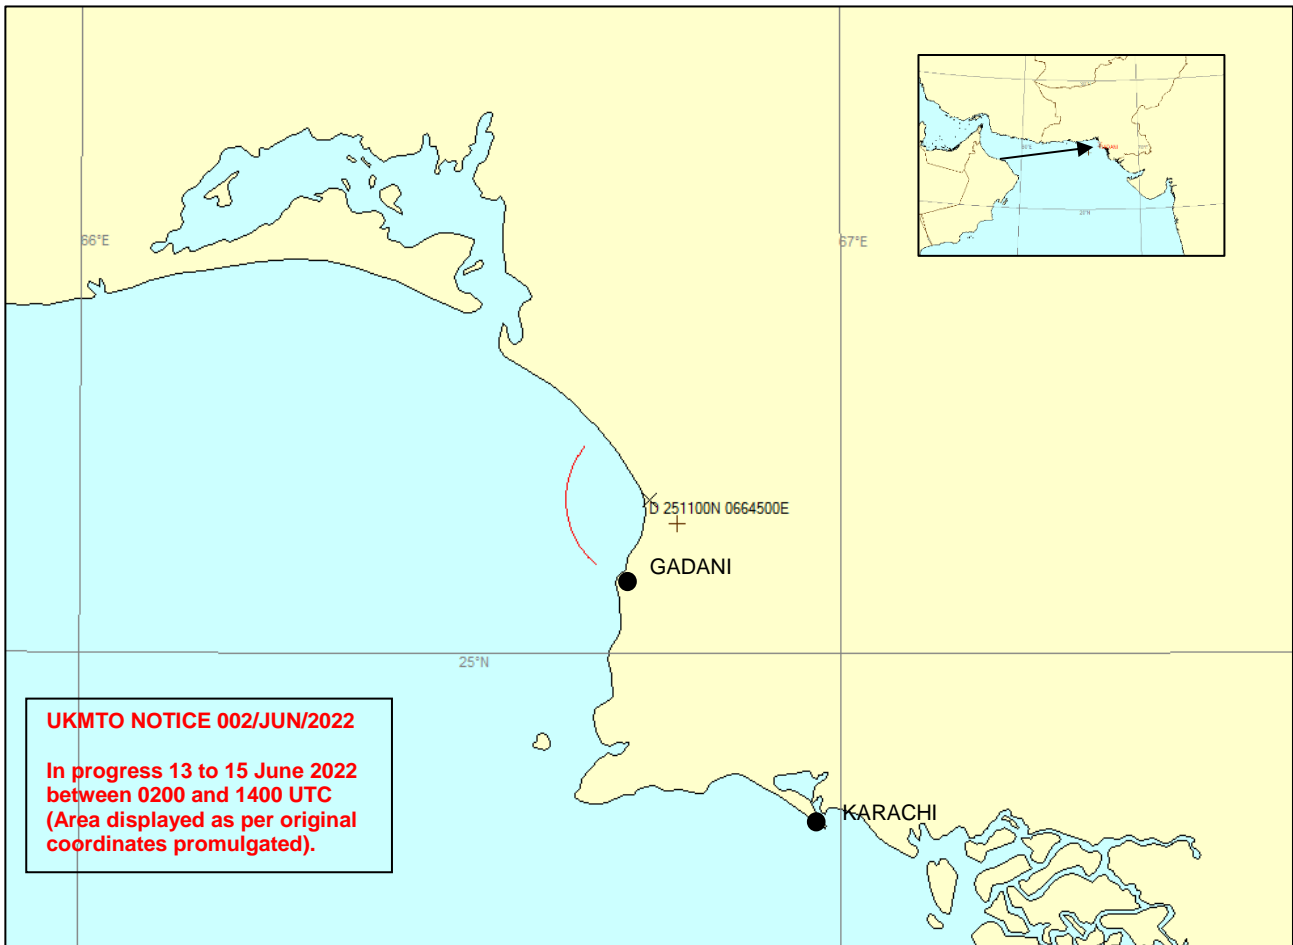 66°E
67°E
D 251100N 0664500E
GADANI
25°N
UKMTO NOTICE 002/JUN/2022
In progress 13 to 15 June 2022
between 0200 and 1400 UTC
(Area displayed as per original
coordinates promulgated).
KARACHI